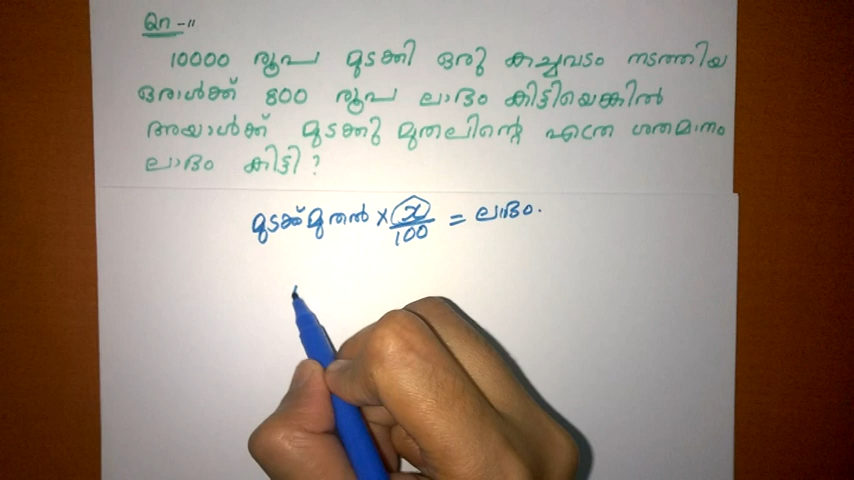 Qn -"
10000 രൂപ മുടക്കി ഒരു കച്ചവടം നടത്തിയ
ഒരാൾക്ക് 800 രൂപ ലാഭം കിട്ടിയെങ്കിൽ
അയാൾക്ക് മുടക്കു മുതലിന്റെ എത്ര ശതമാനം
ലാഭം കിട്ടി ?
മുടക്ക്മുതൽ × x/100 = ലാഭം.